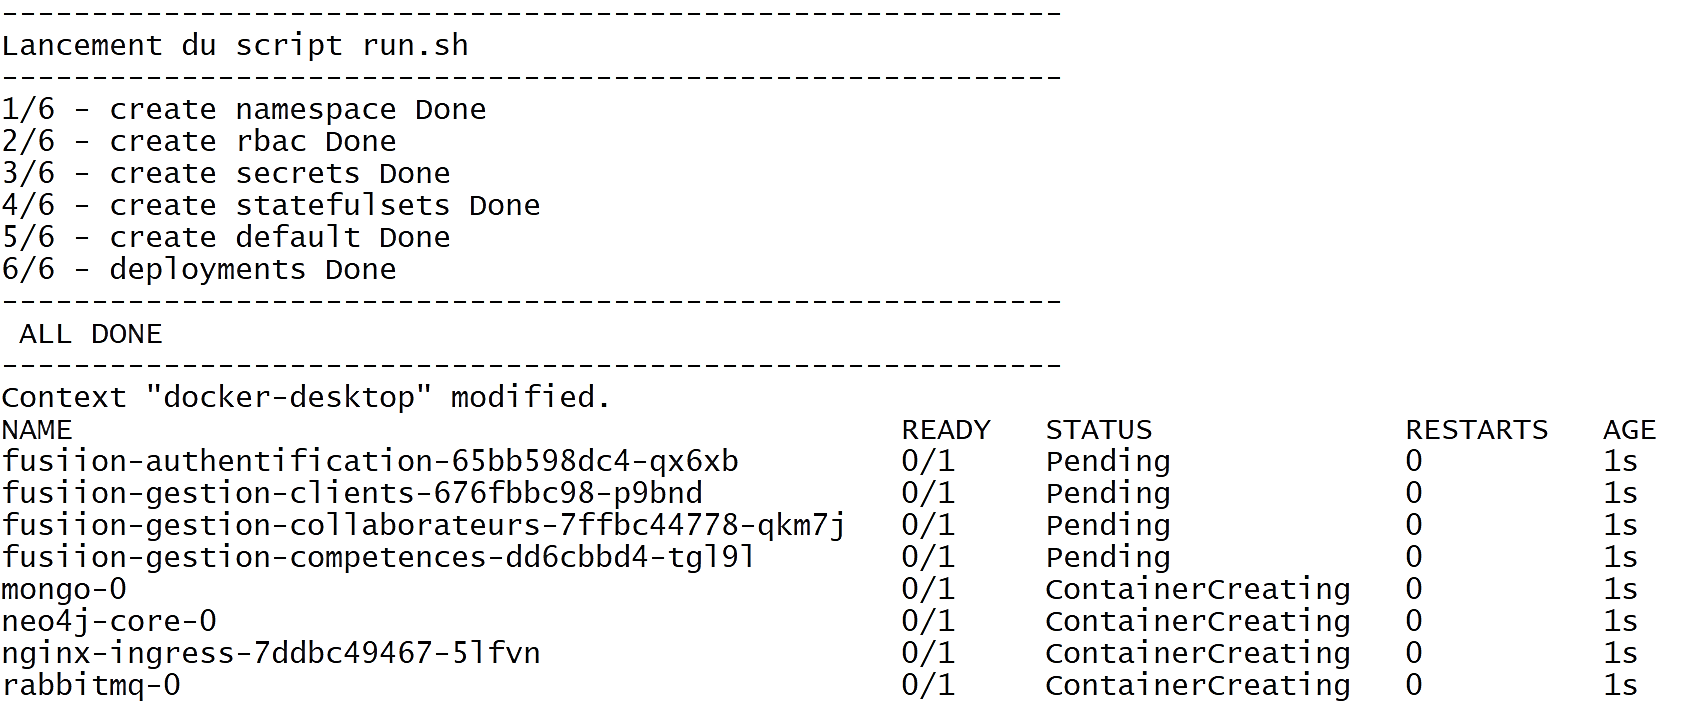 -----------------------------------------------------------
Lancement du script run.sh
-----------------------------------------------------------
1/6 - create namespace Done
2/6 - create rbac Done
3/6 - create secrets Done
4/6 - create statefulsets Done
5/6 - create default Done
6/6 - deployments Done
-----------------------------------------------------------
 ALL DONE
-----------------------------------------------------------
Context "docker-desktop" modified.
NAME                                              READY   STATUS              RESTARTS   AGE
fusiion-authentification-65bb598dc4-qx6xb         0/1     Pending             0          1s
fusiion-gestion-clients-676fbbc98-p9bnd           0/1     Pending             0          1s
fusiion-gestion-collaborateurs-7ffbc44778-qkm7j   0/1     Pending             0          1s
fusiion-gestion-competences-dd6cbbd4-tgl9l        0/1     Pending             0          1s
mongo-0                                           0/1     ContainerCreating   0          1s
neo4j-core-0                                      0/1     ContainerCreating   0          1s
nginx-ingress-7ddbc49467-5lfvn                    0/1     ContainerCreating   0          1s
rabbitmq-0                                        0/1     ContainerCreating   0          1s